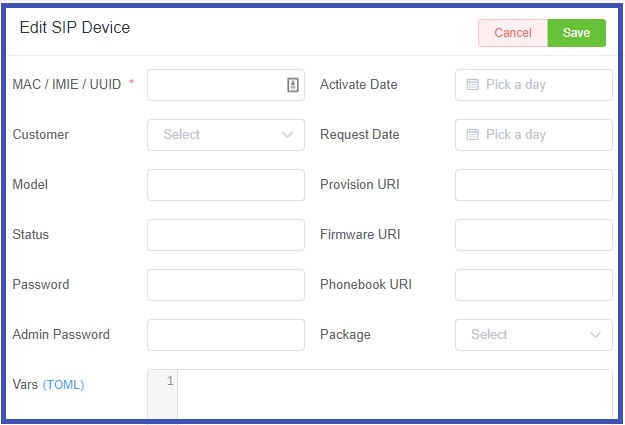 Edit SIP Device
Cancel Save
MAC / IMIE / UUID * Activate Date Pick a day
Customer Select Request Date Pick a day
Model Provision URI
Status Firmware URI
Password Phonebook URI
Admin Password Package Select
Vars (TOML) 1